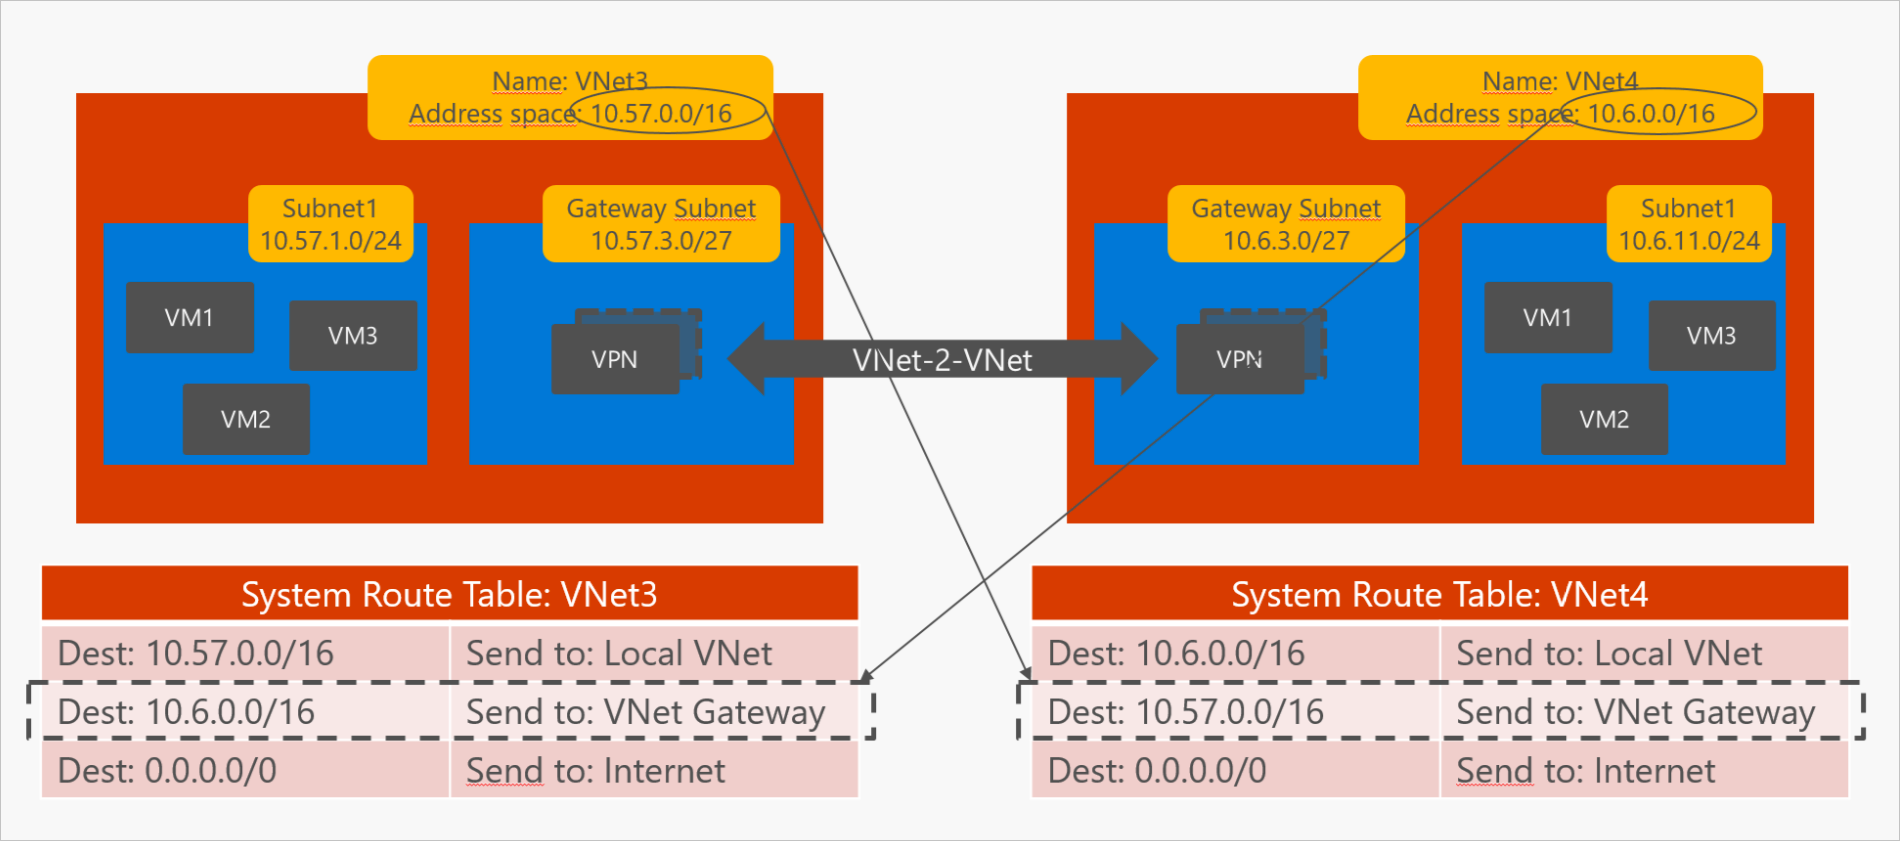 Name: VNet3
Address space: 10.57.0.0/16
Name: VNet4
Address space: 10.6.0.0/16
Subnet1
10.57.1.0/24
Gateway Subnet
10.57.3.0/27
Gateway Subnet
10.6.3.0/27
Subnet1
10.6.11.0/24
VM1
VM3
VM2
VPN
VNet-2-VNet
VPN
VM1
VM3
VM2
System Route Table: VNet3
Dest: 10.57.0.0/16 Send to: Local VNet
Dest: 10.6.0.0/16 Send to: VNet Gateway
Dest: 0.0.0.0/0 Send to: Internet
System Route Table: VNet4
Dest: 10.6.0.0/16 Send to: Local VNet
Dest: 10.57.0.0/16 Send to: VNet Gateway
Dest: 0.0.0.0/0 Send to: Internet